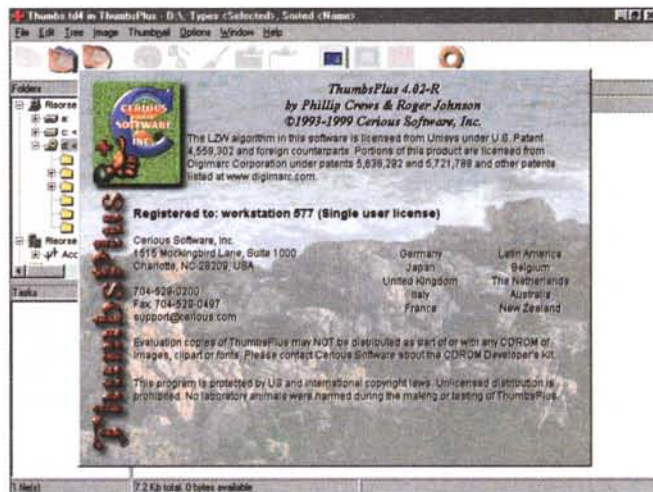 Thumbs.td4 in ThumbsPlus - D:\, Types <Selected>, Sorted <Name>
File Edit Tree Image Thumbnail Options Window Help
Folders
Risorse
a:
c: <
Risorse
Acc
Tasks
CERIOUS
SOFTWARE
INC.
ThumbsPlus
ThumbsPlus 4.02-R
by Phillip Crews & Roger Johnson
©1993-1999 Cerious Software, Inc.
The LZW algorithm in this software is licensed from Unisys under U.S. Patent
4,558,302 and foreign counterparts. Portions of this product are licensed from
Digimarc Corporation under patents 5,636,292 and 5,721,788 and other patents
listed at www.digimarc.com.
Registered to: workstation 577 (Single user license)
Cerious Software, Inc.
1515 Mockingbird Lane, Suite 1000
Charlotte, NC 28209, USA
704-529-0200
Fax: 704-529-0497
support@cerious.com
Germany Latin America
Japan Belgium
United Kingdom The Netherlands
Italy Australia
France New Zealand
Evaluation copies of ThumbsPlus may NOT be distributed as part of or with any CDROM of
images, clipart or fonts. Please contact Cerious Software about the CDROM Developer's Kit.
This program is protected by US and international copyright laws. Unlicensed distribution is
prohibited. No laboratory animals were harmed during the making or testing of ThumbsPlus.
1 file(s) 7.2 Kb total. 0 bytes available